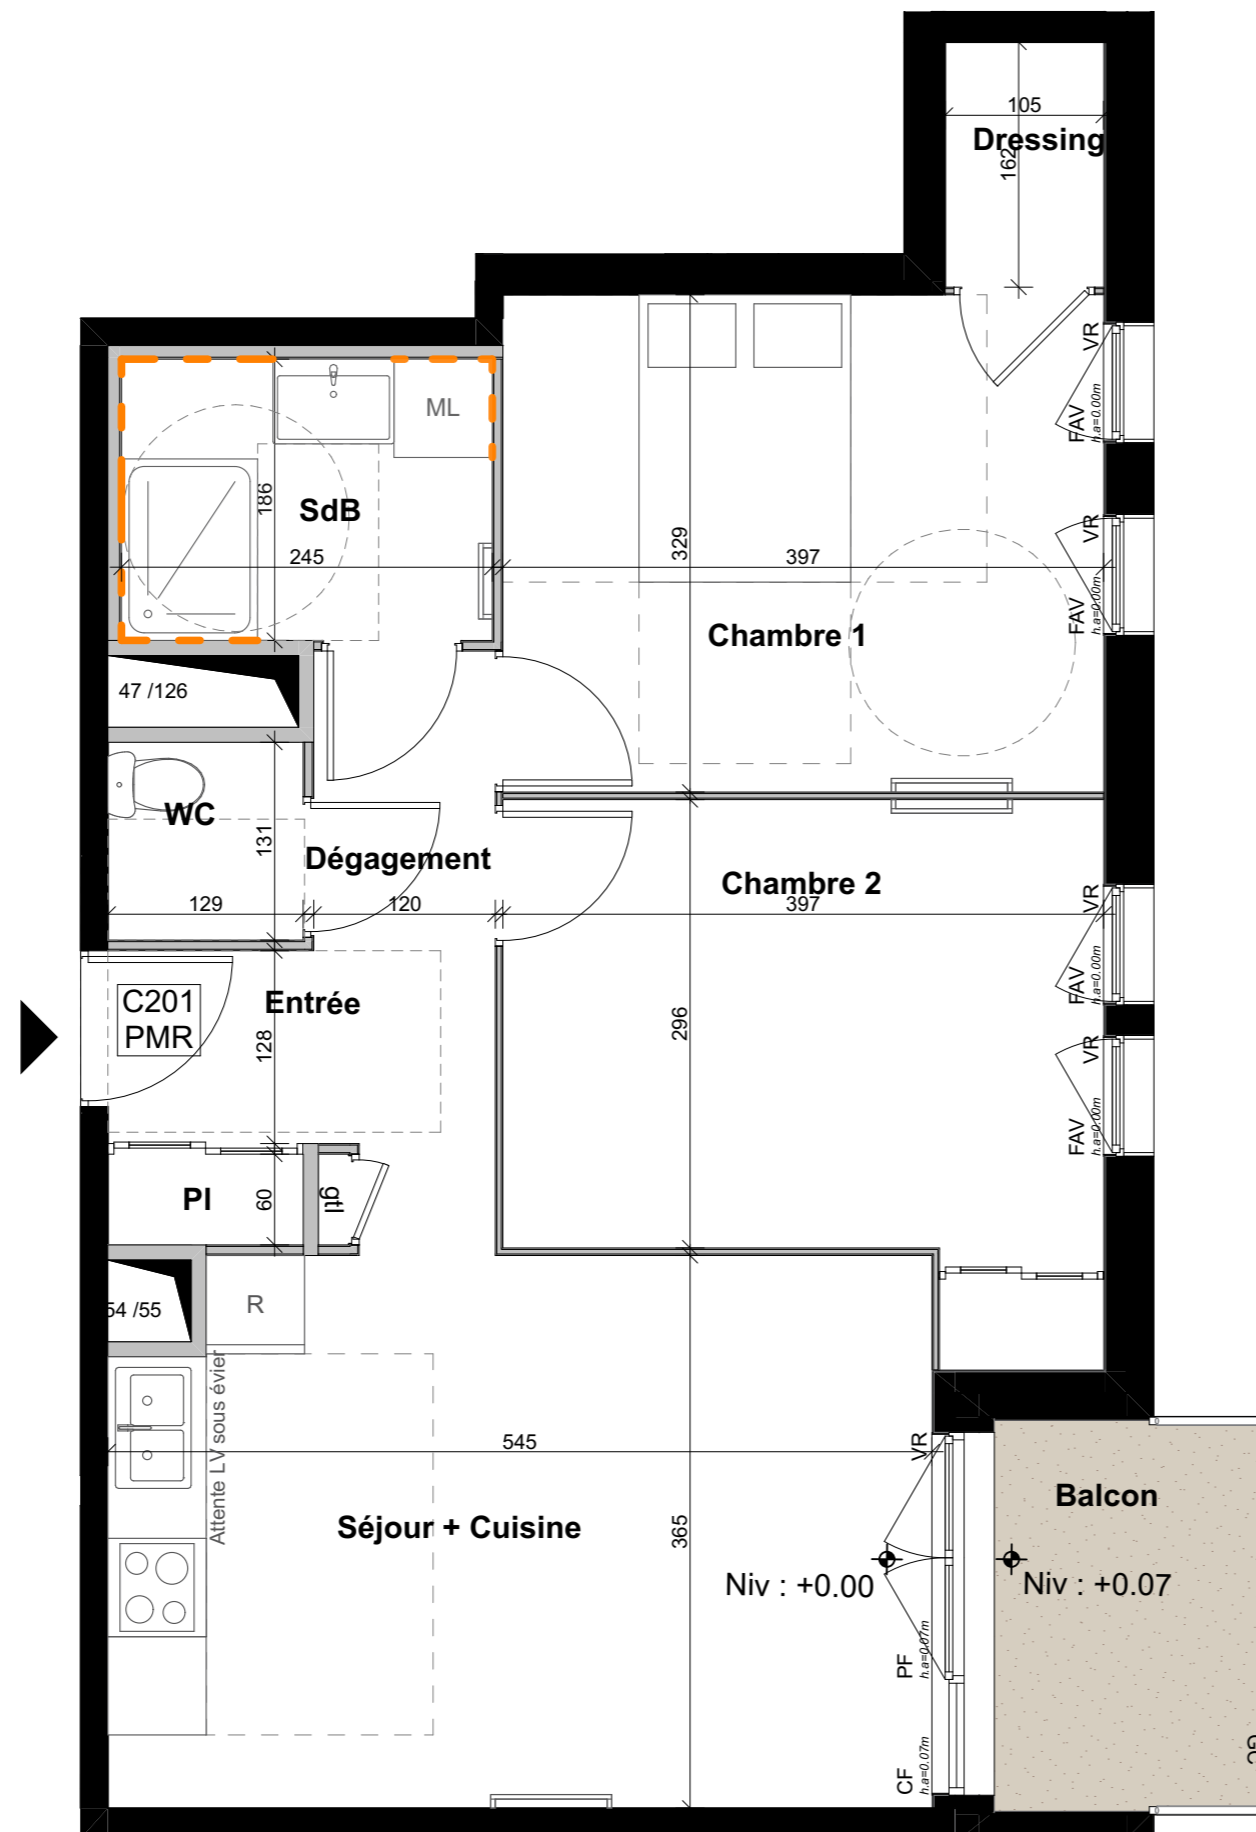 105
Dressing
162
VR
FAV
h.a=0.00m
ML
186
SdB
245
329
397
VR
FAV
h.a=0.00m
Chambre 1
47 /126
WC
131
Dégagement
Chambre 2
129
120
397
VR
FAV
h.a=0.00m
C201
PMR
Entrée
128
296
VR
FAV
h.a=0.00m
Pl
60
gtl
54 /55
R
Attente LV sous évier
545
VR
Balcon
Séjour + Cuisine
365
Niv : +0.00
Niv : +0.07
PF
h.a=0.07m
CF
h.a=0.07m